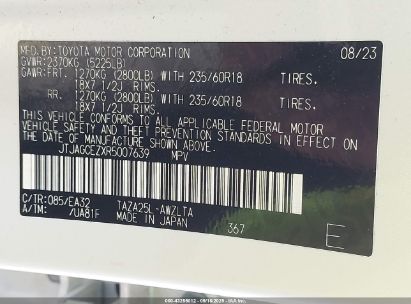 MFD. BY: TOYOTA MOTOR CORPORATION 08/23
GVWR: 2370KG (5225LB)
GAWR: FRT. 1270KG (2800LB) WITH 235/60R18 TIRES.
18X7 1/2J RIMS.
RR. 1270KG (2800LB) WITH 235/60R18 TIRES.
18X7 1/2J RIMS.
THIS VEHICLE CONFORMS TO ALL APPLICABLE FEDERAL MOTOR
VEHICLE SAFETY AND THEFT PREVENTION STANDARDS IN EFFECT ON
THE DATE OF MANUFACTURE SHOWN ABOVE.
JTJAGCEZXR5007639 MPV
C/TR: 085/EA32 TAZA25L-AWZLTA
A/TM: /UA81F MADE IN JAPAN 367 E